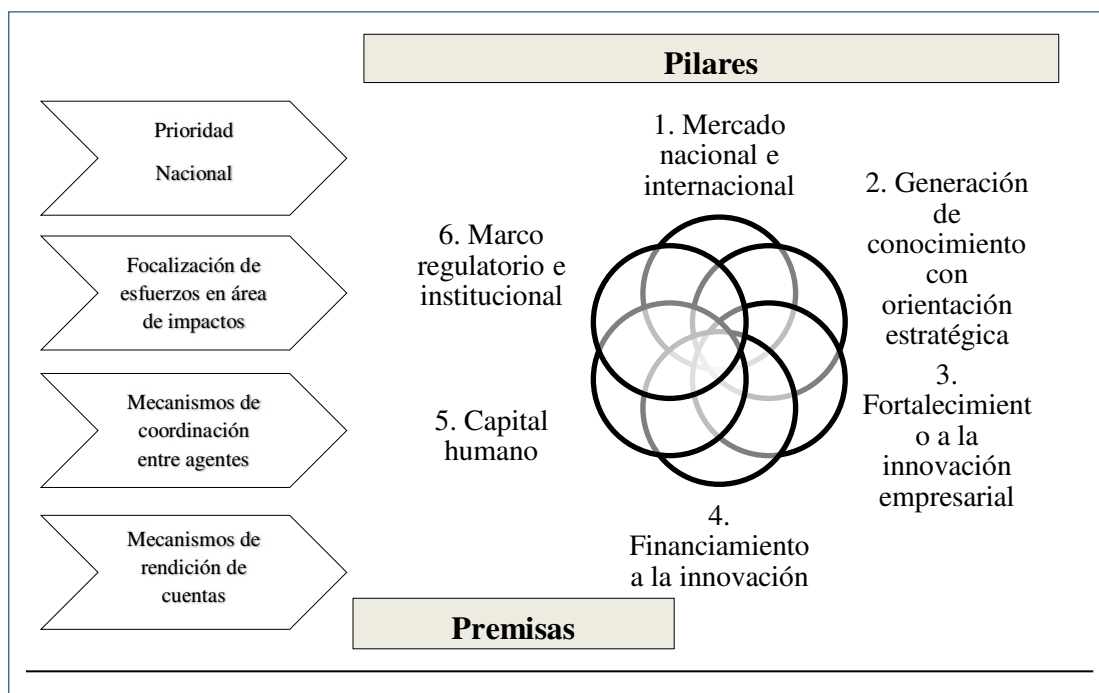 Pilares
Prioridad
Nacional
Focalización de
esfuerzos en área
de impactos
Mecanismos de
coordinación
entre agentes
Mecanismos de
rendición de
cuentas
1. Mercado
nacional e
internacional
2. Generación
de
conocimiento
con
orientación
estratégica
3.
Fortalecimient
o a la
innovación
empresarial
4.
Financiamiento
a la innovación
5. Capital
humano
6. Marco
regulatorio e
institucional
Premisas